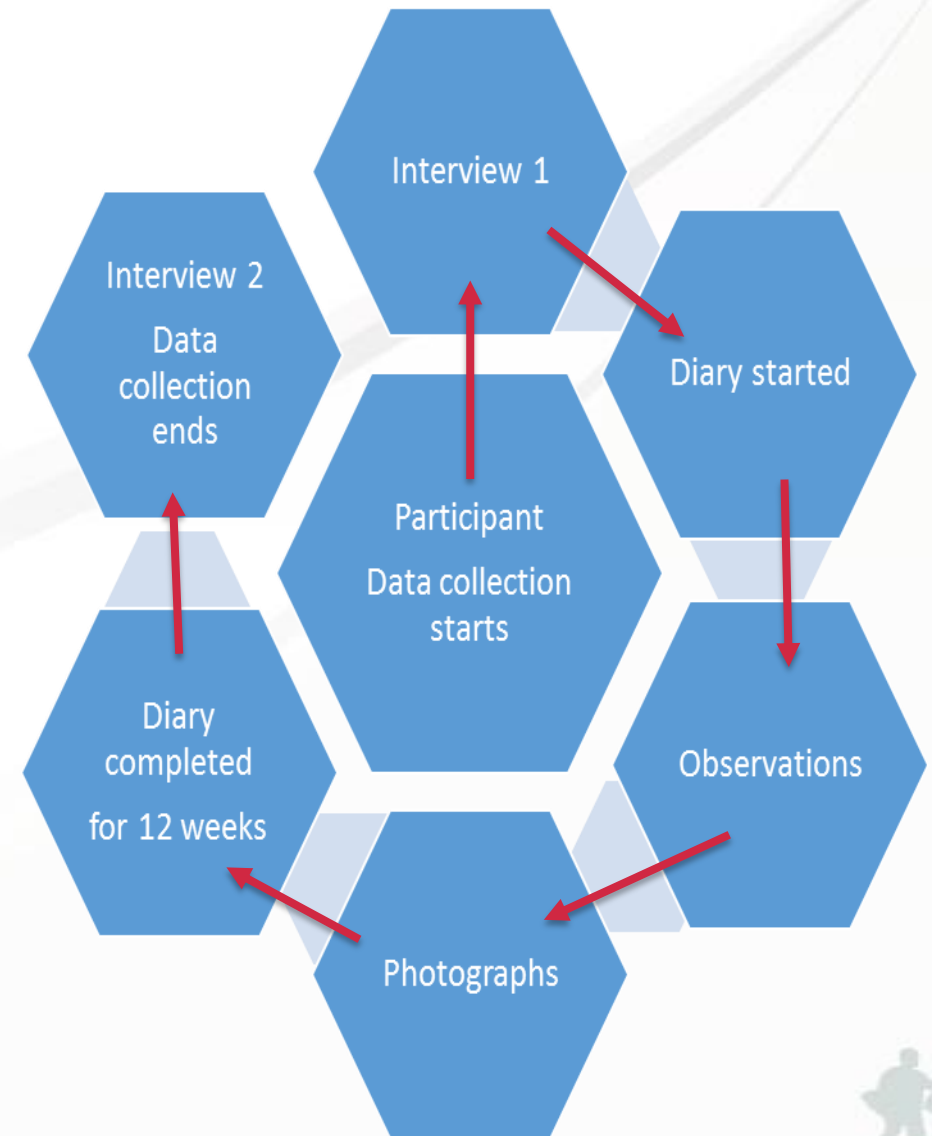 Interview 1
Interview 2
Data
collection
ends
Diary started
Participant
Data collection
starts
Diary
completed
for 12 weeks
Observations
Photographs